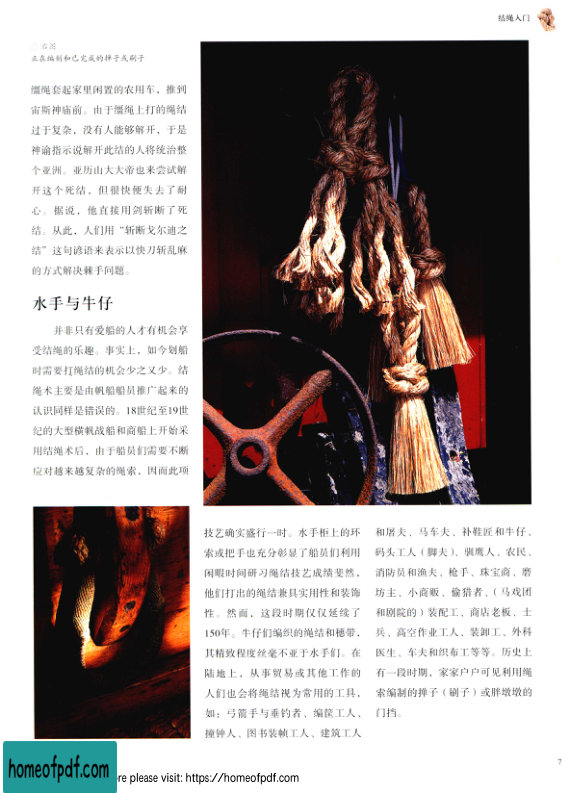 结绳入门
① 右图
正在编制和已完成的掸子或刷子
缰绳套起家里闲置的农用车，推到
宙斯神庙前。由于缰绳上打的绳结
过于复杂，没有人能够解开，于是
神谕指示说解开此结的人将统治整
个亚洲。亚历山大大帝也来尝试解
开这个死结，但很快便失去了耐
心。据说，他直接用剑斩断了死
结。从此，人们用“斩断戈尔迪之
结”这句谚语来表示以快刀斩乱麻
的方式解决棘手问题。
水手与牛仔
并非只有爱船的人才有机会享
受结绳的乐趣。事实上，如今划船
时需要打绳结的机会少之又少。结
绳术主要是由帆船船员推广起来的
认识同样是错误的。18世纪至19世
纪的大型横帆战船和商船上开始采
用结绳术后，由于船员们需要不断
应对越来越复杂的绳索，因而此项
技艺确实盛行一时。水手柜上的环
索或把手也充分彰显了船员们利用
闲暇时间研习绳结技艺成绩斐然，
他们打出的绳结兼具实用性和装饰
性。然而，这段时期仅仅延续了
150年。牛仔们编织的绳结和穗带，
其精致程度丝毫不亚于水手们。在
陆地上，从事贸易或其他工作的
人们也会将绳结视为常用的工具，
如：弓箭手与垂钓者、编筐工人、
撞钟人、图书装帧工人、建筑工人
和屠夫、马车夫、补鞋匠和牛仔、
码头工人（脚夫）、驯鹰人、农民、
消防员和渔夫、枪手、珠宝商、磨
坊主、小商贩、偷猎者、（马戏团
和剧院的）装配工、商店老板、士
兵、高空作业工人、装卸工、外科
医生、车夫和织布工等等。历史上
有一段时期，家家户户可见利用绳
索编制的掸子（刷子）或胖墩墩的
门挡。
7
homeofpdf.com
re please visit: https://homeofpdf.com